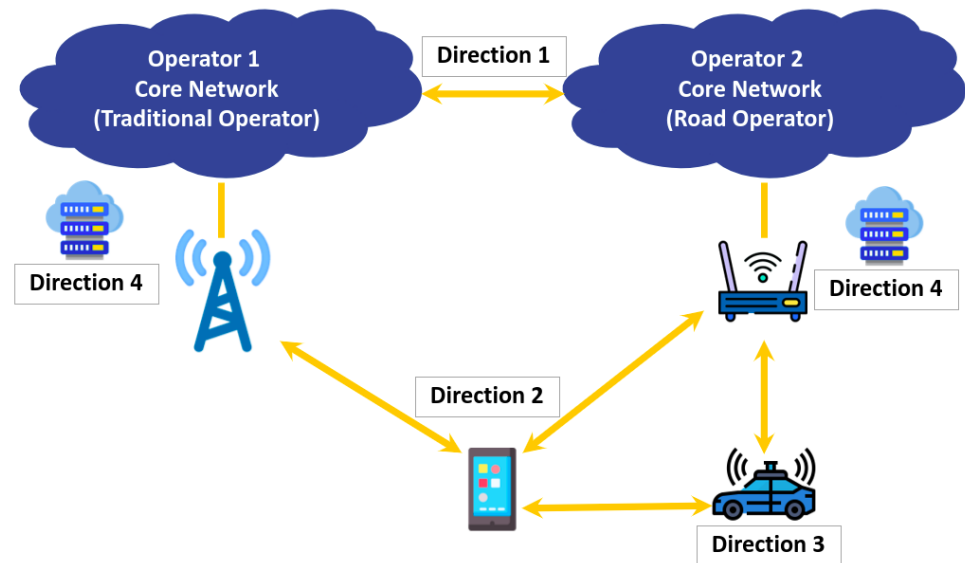 Operator 1
Core Network
(Traditional Operator)
Direction 1
Operator 2
Core Network
(Road Operator)
Direction 4
Direction 4
Direction 2
Direction 3